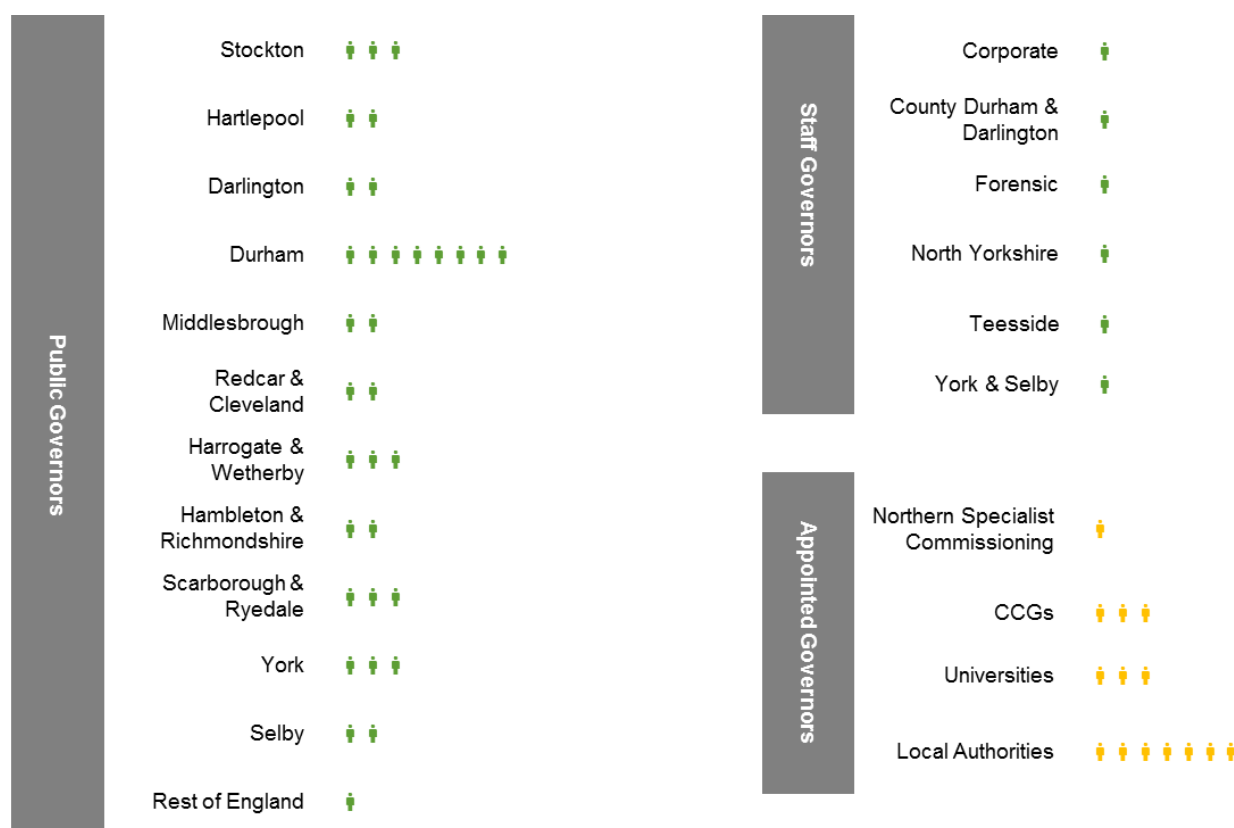 Public Governors
Stockton
Hartlepool
Darlington
Durham
Middlesbrough
Redcar &
Cleveland
Harrogate &
Wetherby
Hambleton &
Richmondshire
Scarborough &
Ryedale
York
Selby
Rest of England
Staff Governors
Corporate
County Durham &
Darlington
Forensic
North Yorkshire
Teesside
York & Selby
Appointed Governors
Northern Specialist
Commissioning
CCGs
Universities
Local Authorities